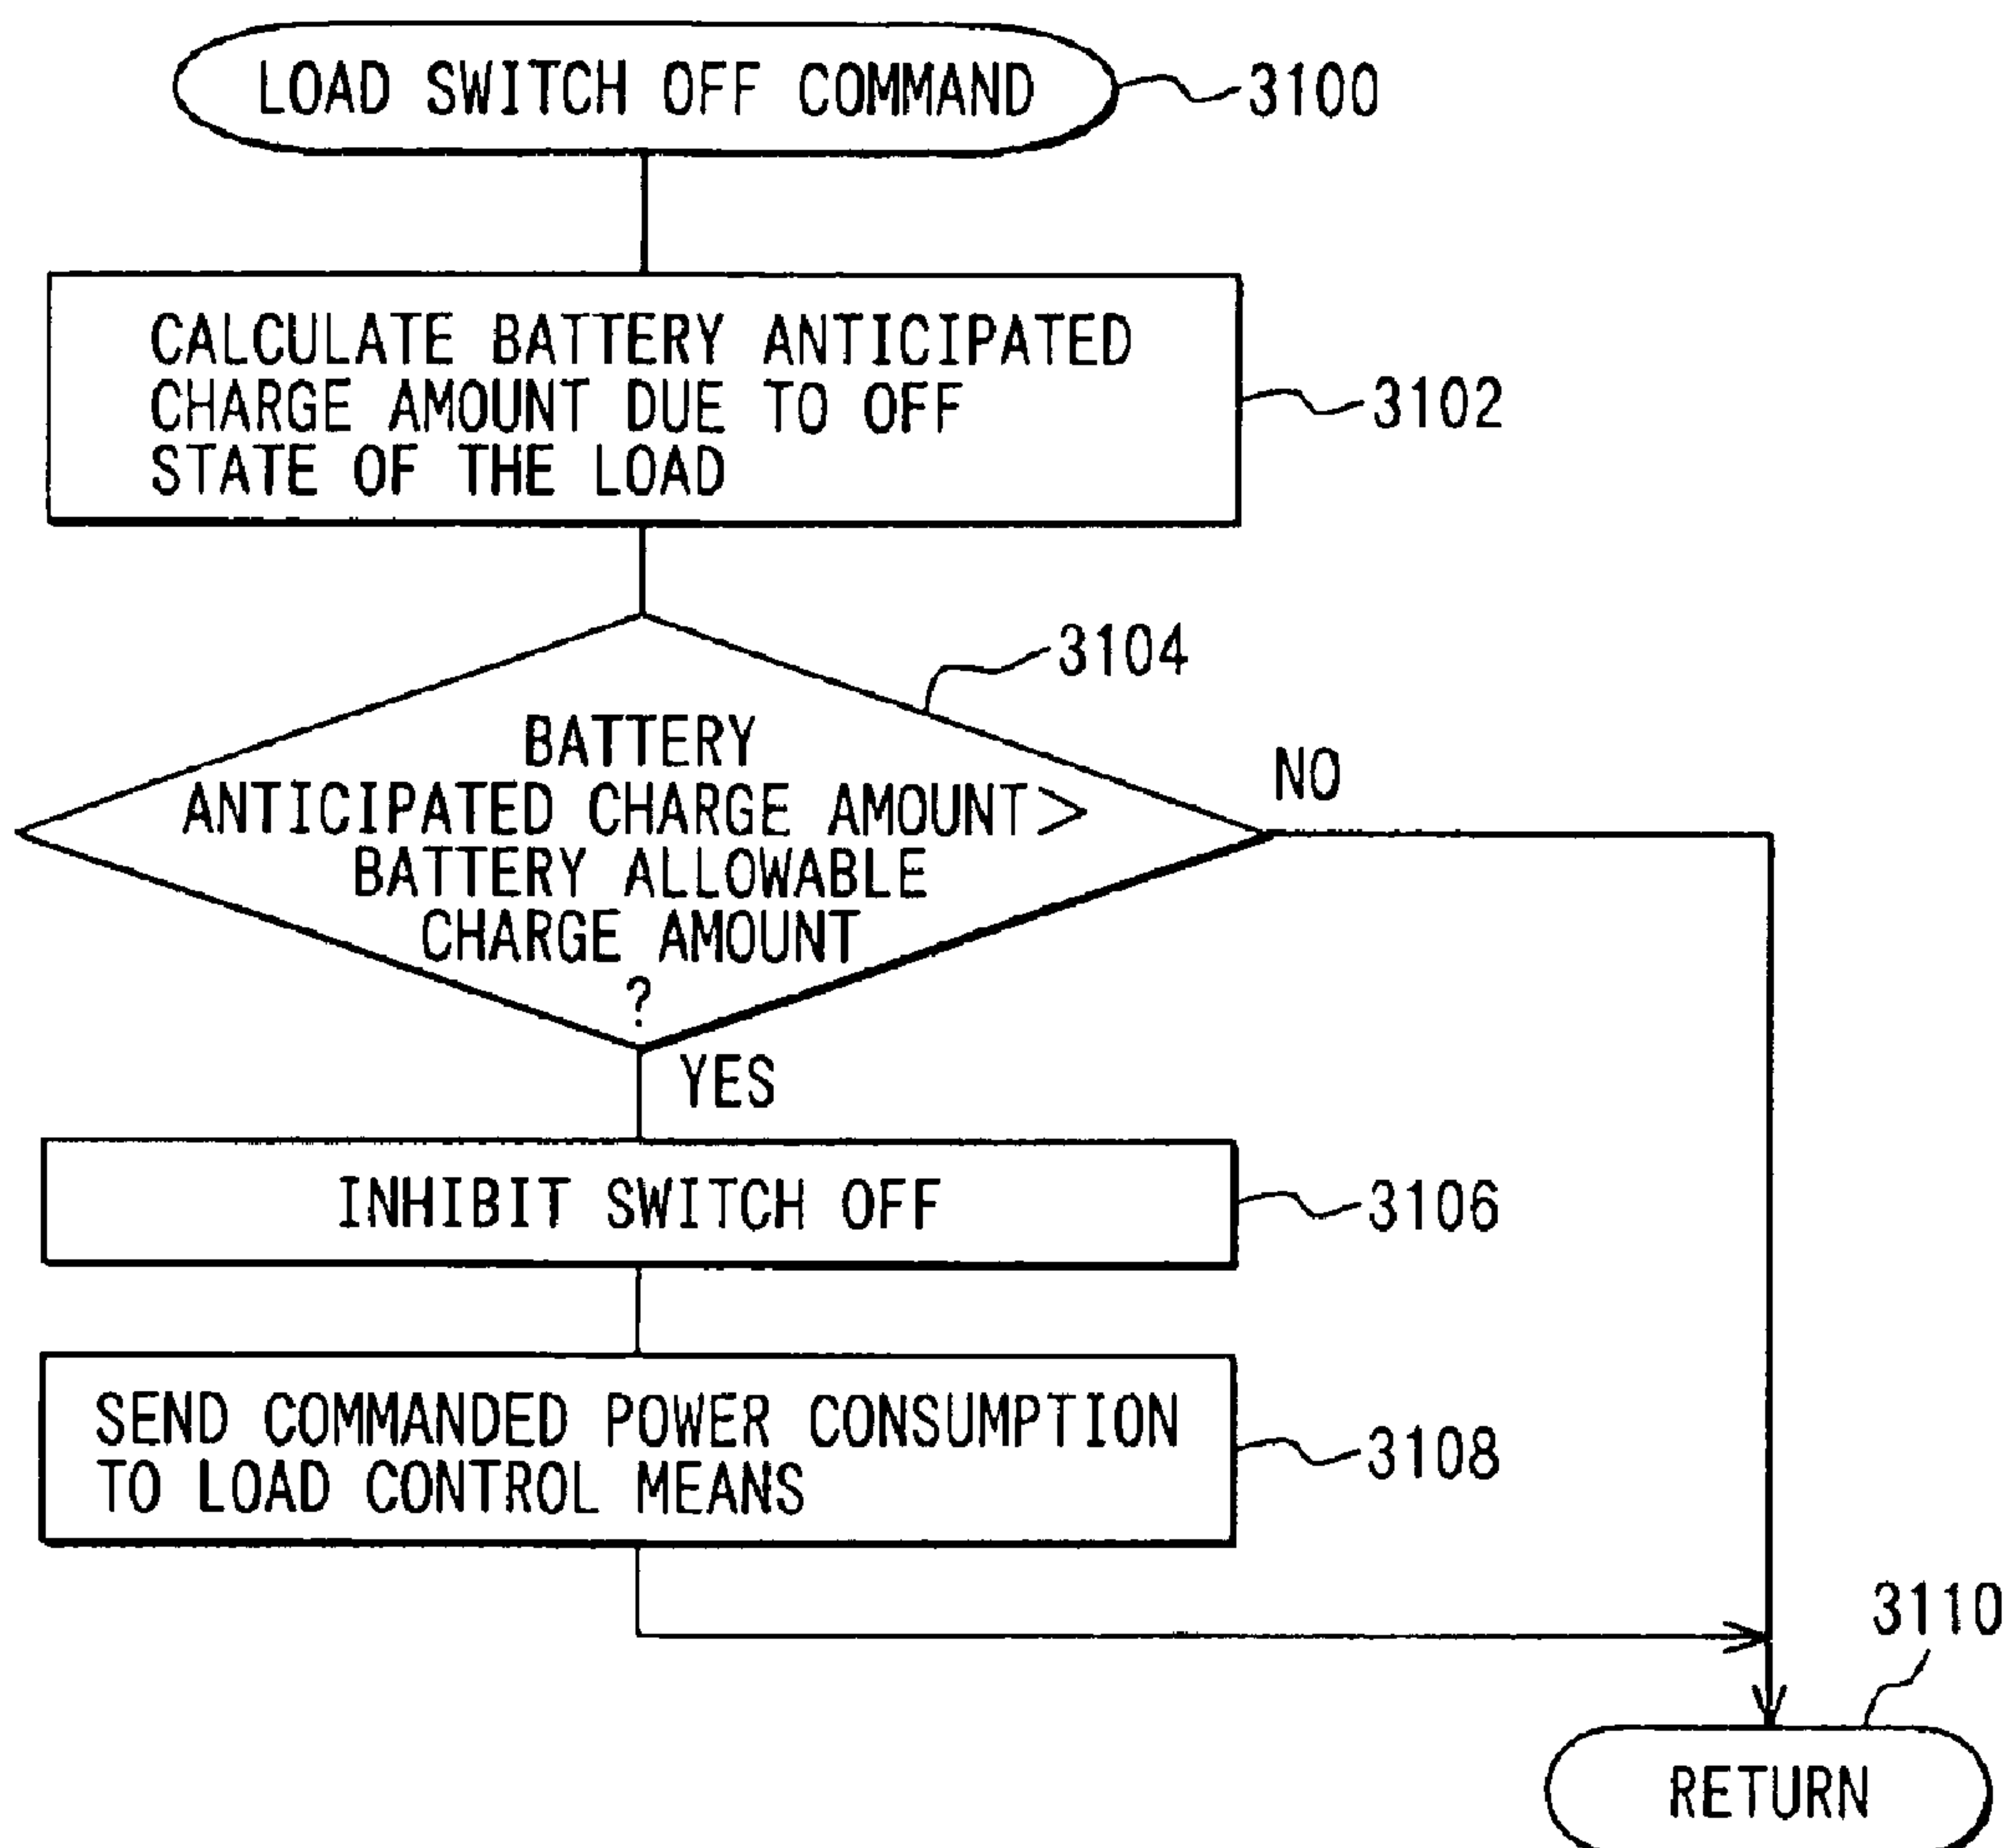 LOAD SWITCH OFF COMMAND
3100
CALCULATE BATTERY ANTICIPATED
CHARGE AMOUNT DUE TO OFF
STATE OF THE LOAD
3102
3104
BATTERY
ANTICIPATED CHARGE AMOUNT>
BATTERY ALLOWABLE
CHARGE AMOUNT
?
NO
YES
INHIBIT SWITCH OFF
3106
SEND COMMANDED POWER CONSUMPTION
TO LOAD CONTROL MEANS
3108
3110
RETURN